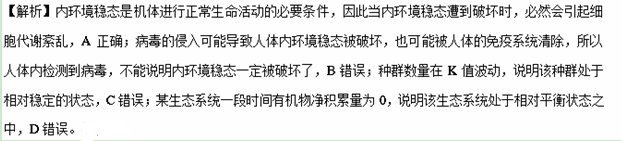 【解析】内环境稳态是机体进行正常生命活动的必要条件，因此当内环境稳态遭到破坏时，必然会引起细
胞代谢紊乱，A 正确；病毒的侵入可能导致人体内环境稳态被破坏，也可能被人体的免疫系统清除，所以
人体内检测到病毒，不能说明内环境稳态一定被破坏了，B 错误；种群数量在 K 值波动，说明该种群处于
相对稳定的状态，C 错误；某生态系统一段时间有机物净积累量为 0，说明该生态系统处于相对平衡状态之
中，D 错误。